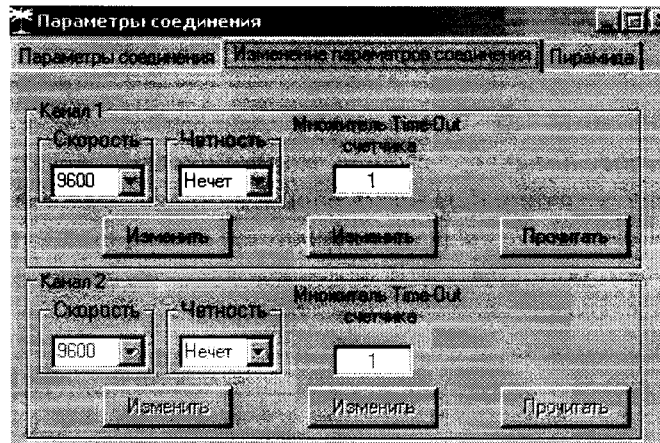 Параметры соединения
Параметры соединения Изменение параметров соединения Пирамида
Канал 1
Скорость Четность Множитель Time-Out счетчика
9600 Нечет 1
Изменить Изменить Прочитать
Канал 2
Скорость Четность Множитель Time-Out счетчика
9600 Нечет 1
Изменить Изменить Прочитать